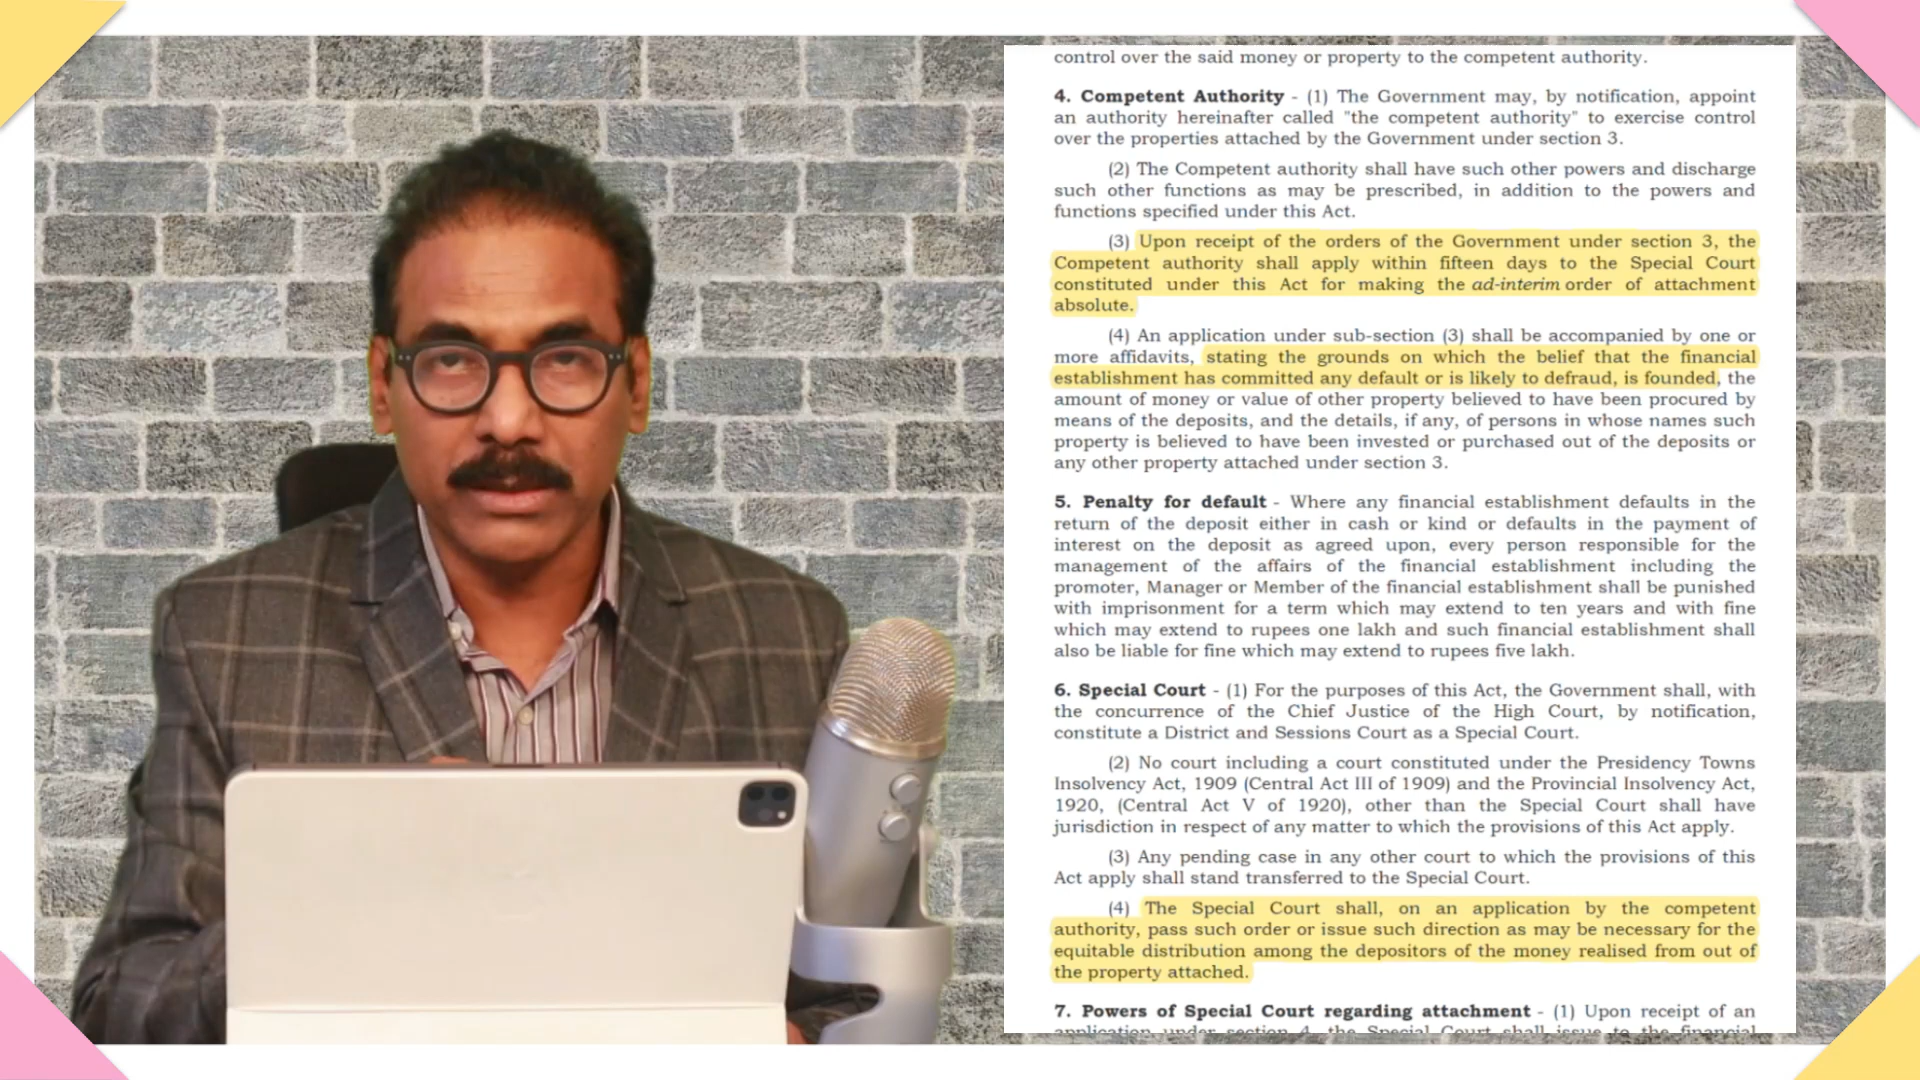 control over the said money or property to the competent authority.
4. Competent Authority - (1) The Government may, by notification, appoint
an authority hereinafter called "the competent authority" to exercise control
over the properties attached by the Government under section 3.
(2) The Competent authority shall have such other powers and discharge
such other functions as may be prescribed, in addition to the powers and
functions specified under this Act.
(3) Upon receipt of the orders of the Government under section 3, the
Competent authority shall apply within fifteen days to the Special Court
constituted under this Act for making the ad-interim order of attachment
absolute.
(4) An application under sub-section (3) shall be accompanied by one or
more affidavits, stating the grounds on which the belief that the financial
establishment has committed any default or is likely to defraud, is founded, the
amount of money or value of other property believed to have been procured by
means of the deposits, and the details, if any, of persons in whose names such
property is believed to have been invested or purchased out of the deposits or
any other property attached under section 3.
5. Penalty for default - Where any financial establishment defaults in the
return of the deposit either in cash or kind or defaults in the payment of
interest on the deposit as agreed upon, every person responsible for the
management of the affairs of the financial establishment including the
promoter, Manager or Member of the financial establishment shall be punished
with imprisonment for a term which may extend to ten years and with fine
which may extend to rupees one lakh and such financial establishment shall
also be liable for fine which may extend to rupees five lakh.
6. Special Court - (1) For the purposes of this Act, the Government shall, with
the concurrence of the Chief Justice of the High Court, by notification,
constitute a District and Sessions Court as a Special Court.
(2) No court including a court constituted under the Presidency Towns
Insolvency Act, 1909 (Central Act III of 1909) and the Provincial Insolvency Act,
1920, (Central Act V of 1920), other than the Special Court shall have
jurisdiction in respect of any matter to which the provisions of this Act apply.
(3) Any pending case in any other court to which the provisions of this
Act apply shall stand transferred to the Special Court.
(4) The Special Court shall, on an application by the competent
authority, pass such order or issue such direction as may be necessary for the
equitable distribution among the depositors of the money realised from out of
the property attached.
7. Powers of Special Court regarding attachment - (1) Upon receipt of an
application under section 4, the Special Court shall issue to the financial